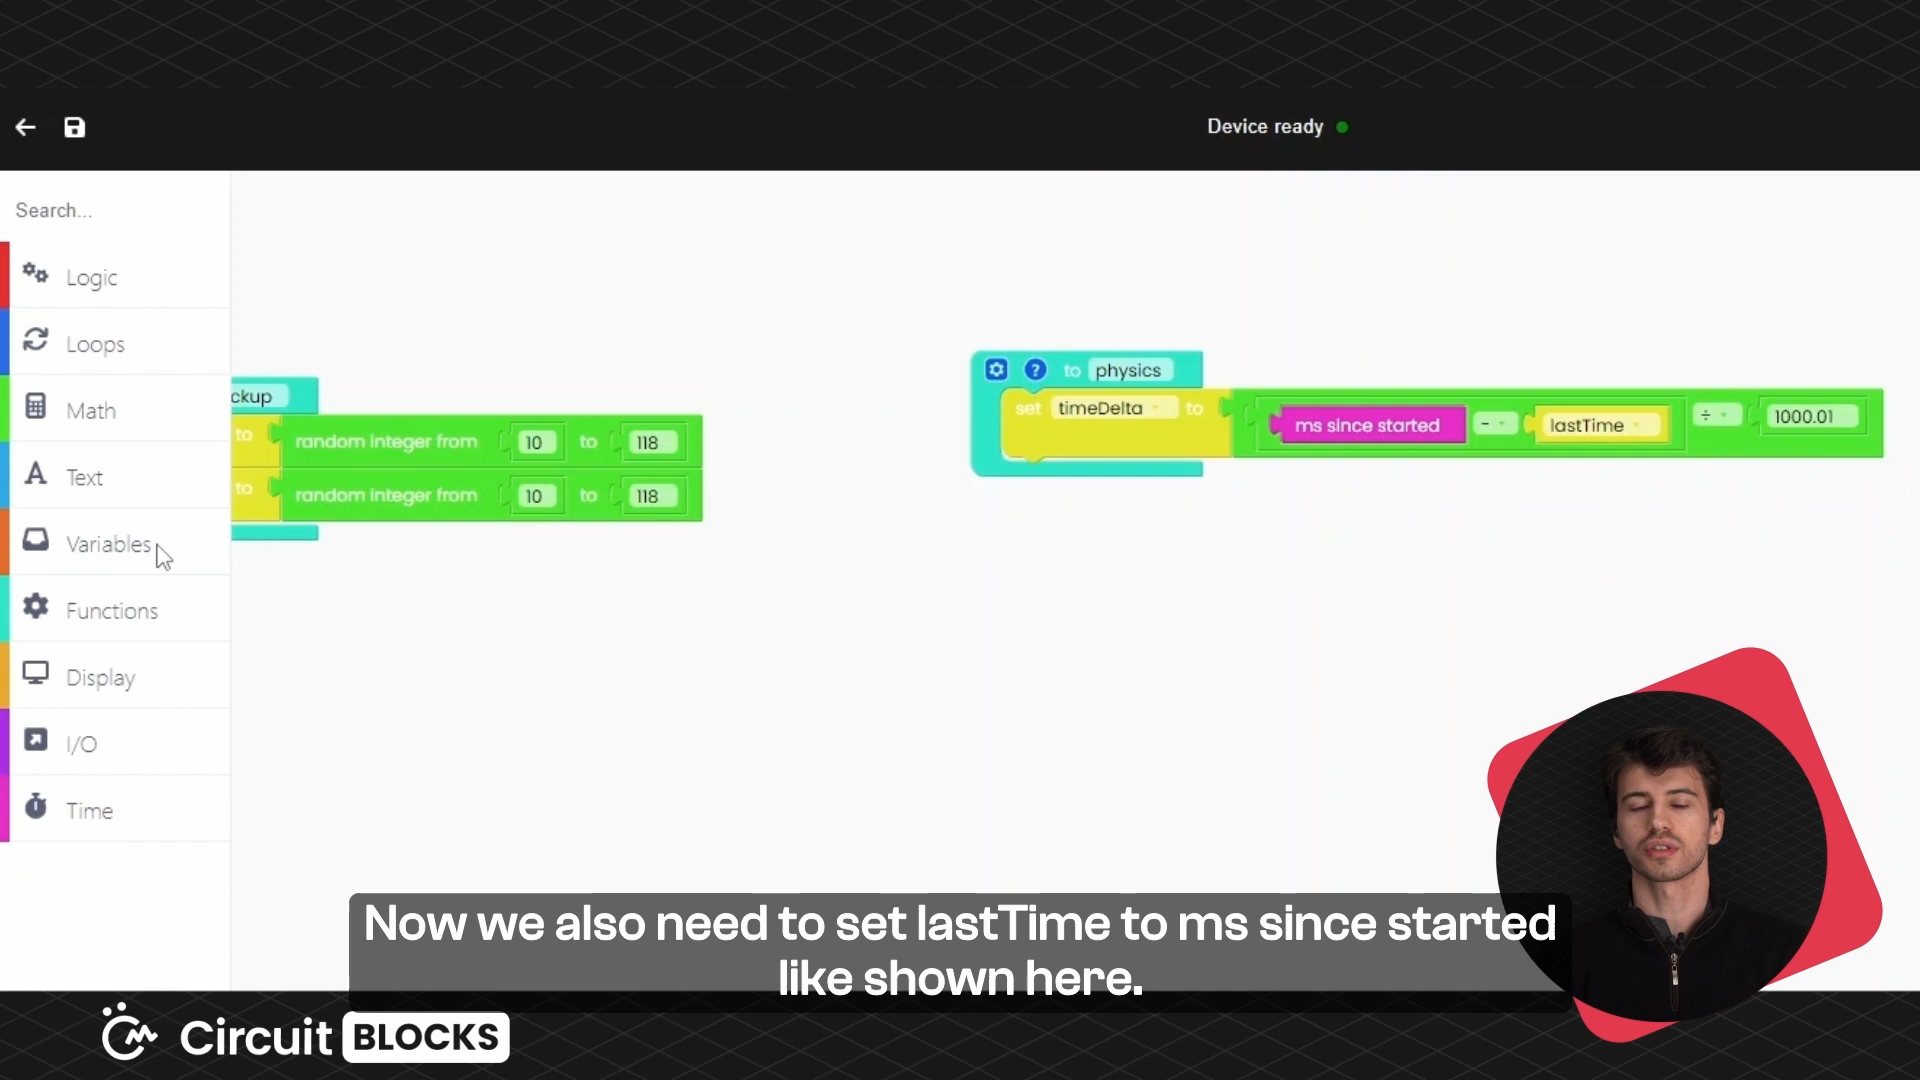 Device ready
Search...
Logic
Loops
Math
Text
Variables
Functions
Display
I/O
Time
ckup
to random integer from 10 to 118
to random integer from 10 to 118
? to physics
set timeDelta to ms since started - lastTime ÷ 1000.01
Now we also need to set lastTime to ms since started
like shown here.
Circuit BLOCKS